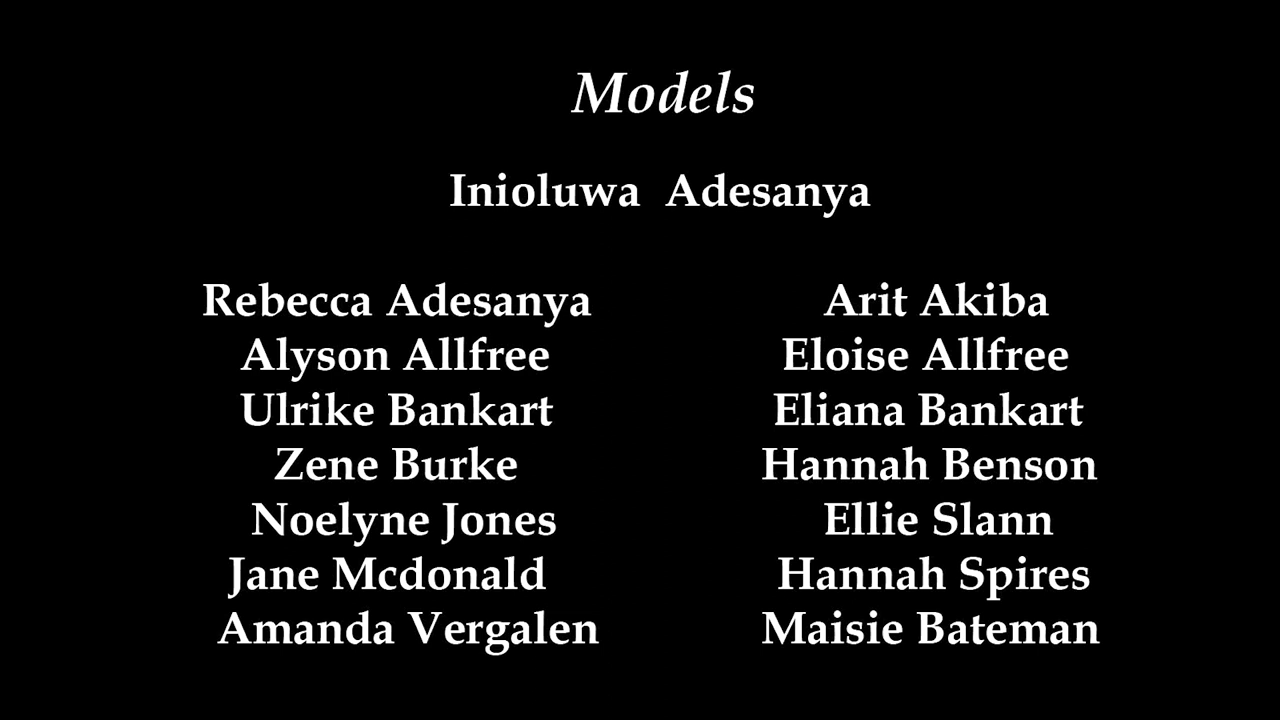 Models
Inioluwa Adesanya
Rebecca Adesanya
Alyson Allfree
Ulrike Bankart
Zene Burke
Noelyne Jones
Jane Mcdonald
Amanda Vergalen
Arit Akiba
Eloise Allfree
Eliana Bankart
Hannah Benson
Ellie Slann
Hannah Spires
Maisie Bateman